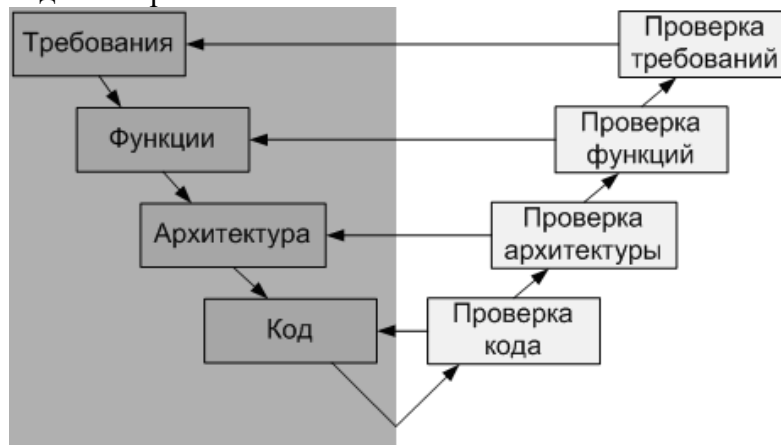 Требования
Проверка
требований
Функции
Проверка
функций
Архитектура
Проверка
архитектуры
Код
Проверка
кода